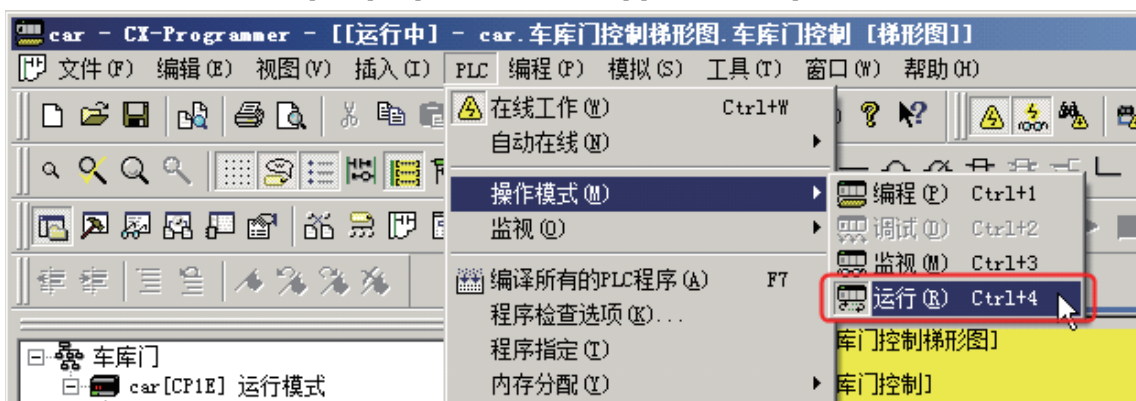 car - CX-Programmer - [[运行中] - car.车库门控制梯形图.车库门控制 [梯形图]]
文件(F) 编辑(E) 视图(V) 插入(I) PLC 编程(P) 模拟(S) 工具(T) 窗口(W) 帮助(H)
在线工作(W) Ctrl+W
自动在线(N)
操作模式(M)
监视(O)
编译所有的PLC程序(A) F7
程序检查选项(K)...
程序指定(T)
内存分配(Y)
编程(P) Ctrl+1
调试(D) Ctrl+2
监视(M) Ctrl+3
运行(R) Ctrl+4
车库门
car[CP1E] 运行模式
库门控制梯形图]
库门控制]